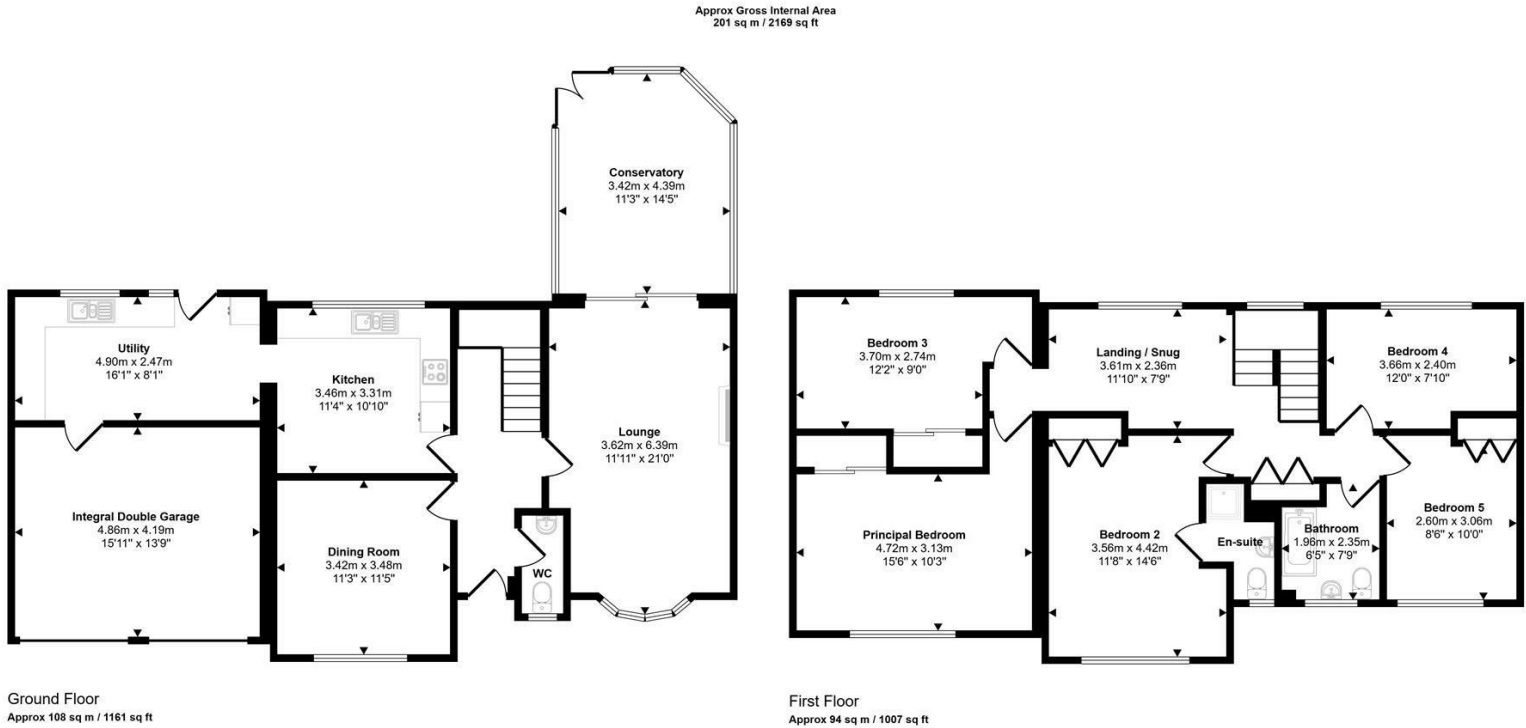 Approx Gross Internal Area
201 sq m / 2169 sq ft
Conservatory
3.42m x 4.39m
11'3" x 14'5"
Utility
4.90m x 2.47m
16'1" x 8'1"
Kitchen
3.46m x 3.31m
11'4" x 10'10"
Lounge
3.62m x 6.39m
11'11" x 21'0"
Integral Double Garage
4.86m x 4.19m
15'11" x 13'9"
Dining Room
3.42m x 3.48m
11'3" x 11'5"
WC
Ground Floor
Approx 108 sq m / 1161 sq ft
Bedroom 3
3.70m x 2.74m
12'2" x 9'0"
Landing / Snug
3.61m x 2.36m
11'10" x 7'9"
Bedroom 4
3.66m x 2.40m
12'0" x 7'10"
Principal Bedroom
4.72m x 3.13m
15'6" x 10'3"
Bedroom 2
3.56m x 4.42m
11'8" x 14'6"
En-suite
Bathroom
1.96m x 2.35m
6'5" x 7'9"
Bedroom 5
2.60m x 3.06m
8'6" x 10'0"
First Floor
Approx 94 sq m / 1007 sq ft